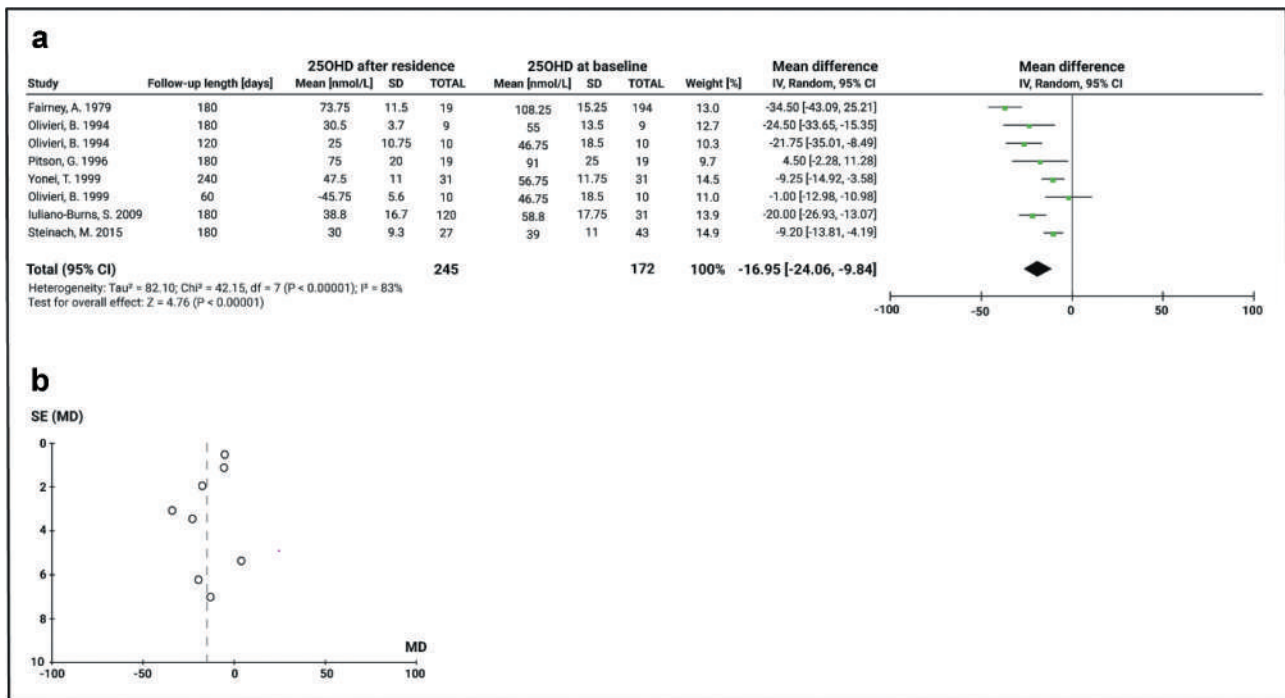 a
25OHD after residence 25OHD at baseline Mean difference Mean difference
Study Follow-up length [days] Mean [nmol/L] SD TOTAL Mean [nmol/L] SD TOTAL Weight [%] IV, Random, 95% CI IV, Random, 95% CI
Fairney, A. 1979 180 73.75 11.5 19 108.25 15.25 194 13.0 -34.50 [-43.09, 25.21]
Olivieri, B. 1994 180 30.5 3.7 9 55 13.5 9 12.7 -24.50 [-33.65, -15.35]
Olivieri, B. 1994 120 25 10.75 10 46.75 18.5 10 10.3 -21.75 [-35.01, -8.49]
Pitson, G. 1996 180 75 20 19 91 25 19 9.7 4.50 [-2.28, 11.28]
Yonei, T. 1999 240 47.5 11 31 56.75 11.75 31 14.5 -9.25 [-14.92, -3.58]
Olivieri, B. 1999 60 -45.75 5.6 10 46.75 18.5 10 11.0 -1.00 [-12.98, -10.98]
Iuliano-Burns, S. 2009 180 38.8 16.7 120 58.8 17.75 31 13.9 -20.00 [-26.93, -13.07]
Steinach, M. 2015 180 30 9.3 27 39 11 43 14.9 -9.20 [-13.81, -4.19]
Total (95% CI) 245 172 100% -16.95 [-24.06, -9.84]
Heterogeneity: Tau² = 82.10; Chi² = 42.15, df = 7 (P < 0.00001); I² = 83%
Test for overall effect: Z = 4.76 (P < 0.00001)
-100 -50 0 50 100
b
SE (MD)
0
2
4
6
8
10
MD
-100 -50 0 50 100